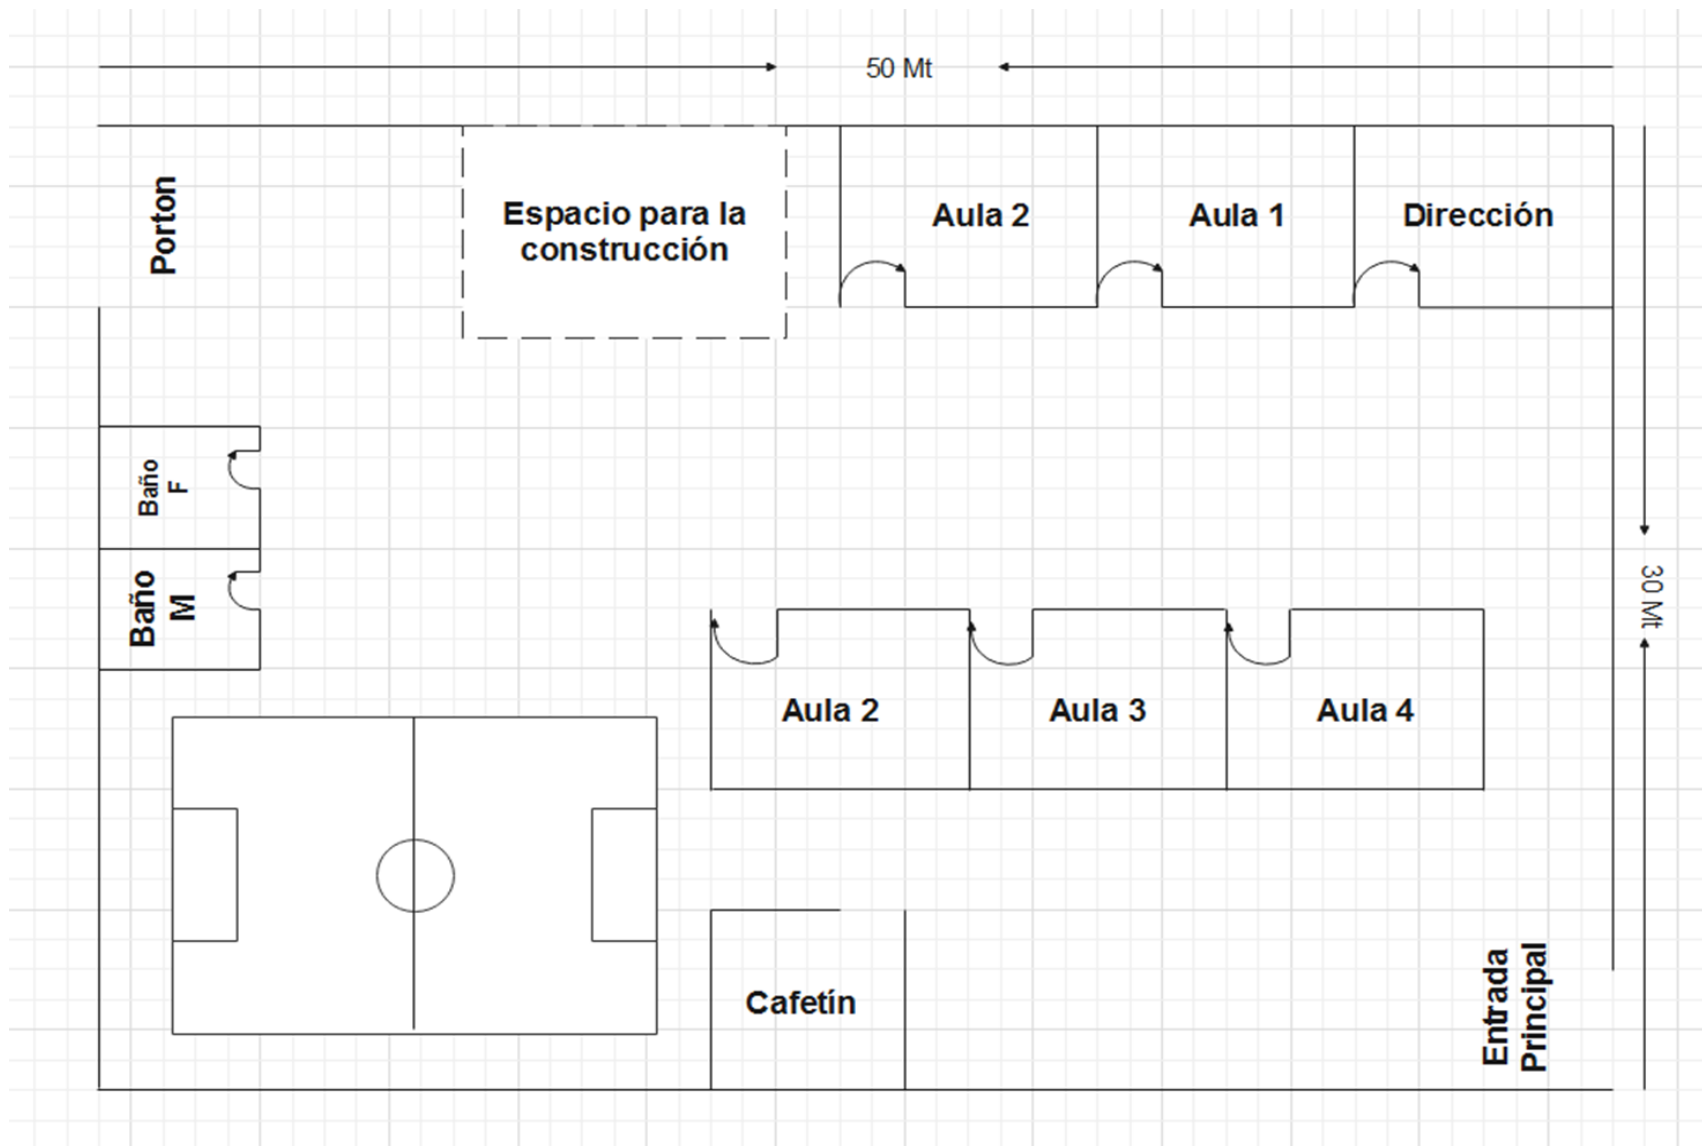 50 Mt
Porton
Espacio para la
construcción
Aula 2
Aula 1
Dirección
30 Mt
Baño
F
Baño
M
Aula 2
Aula 3
Aula 4
Cafetín
Entrada
Principal